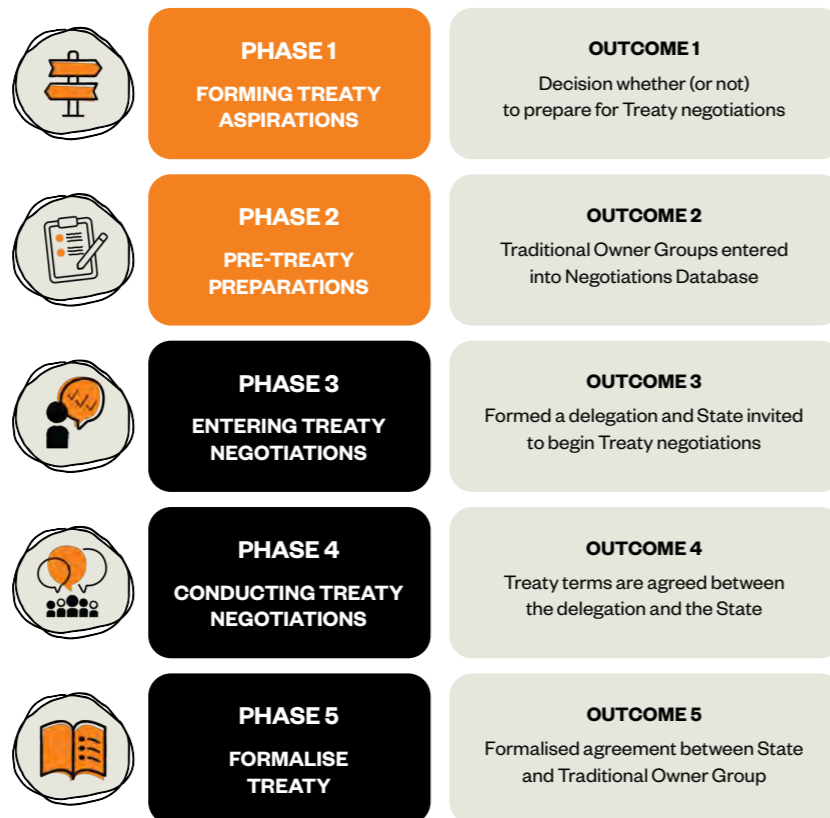 PHASE 1
FORMING TREATY
ASPIRATIONS
OUTCOME 1
Decision whether (or not)
to prepare for Treaty negotiations
PHASE 2
PRE-TREATY
PREPARATIONS
OUTCOME 2
Traditional Owner Groups entered
into Negotiations Database
PHASE 3
ENTERING TREATY
NEGOTIATIONS
OUTCOME 3
Formed a delegation and State invited
to begin Treaty negotiations
PHASE 4
CONDUCTING TREATY
NEGOTIATIONS
OUTCOME 4
Treaty terms are agreed between
the delegation and the State
PHASE 5
FORMALISE
TREATY
OUTCOME 5
Formalised agreement between State
and Traditional Owner Group